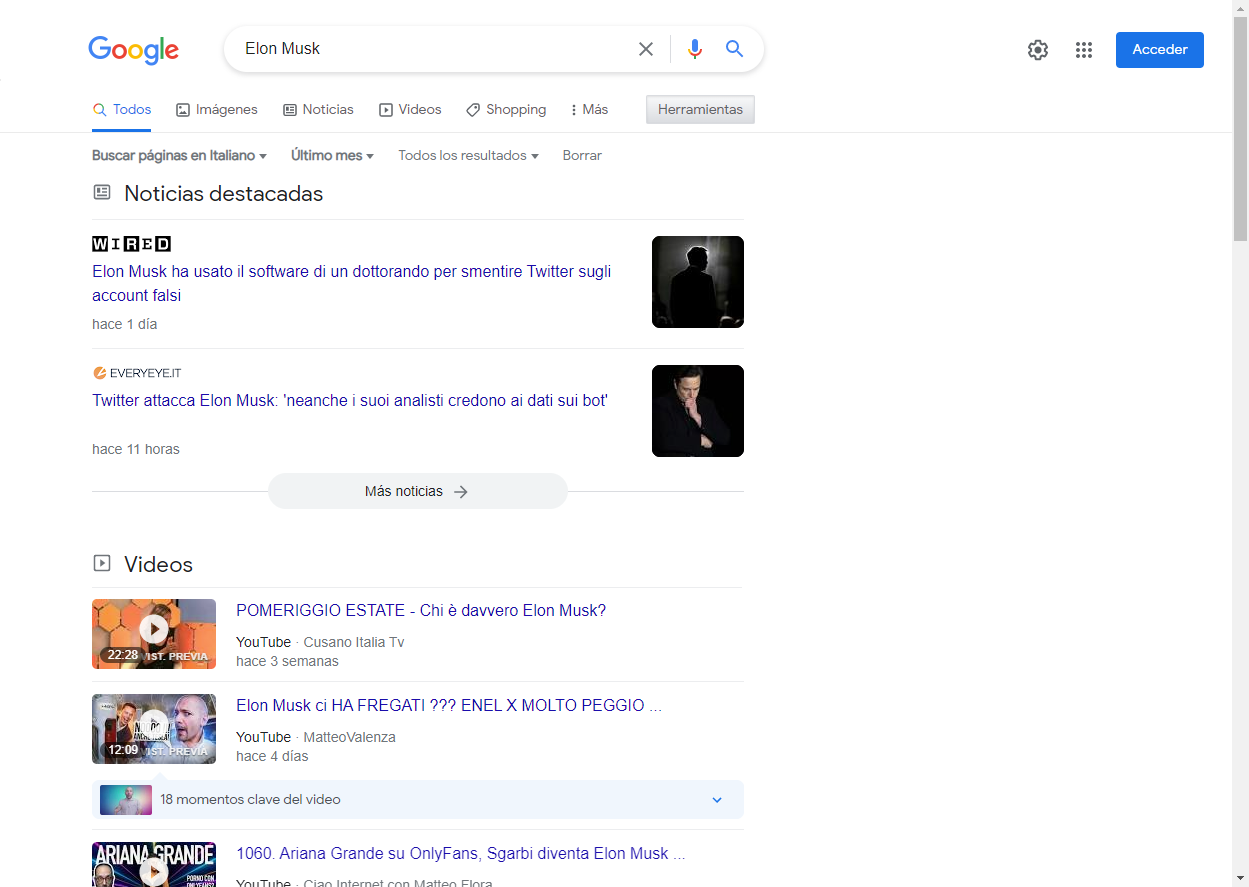 Google
Elon Musk
Acceder
Todos
Imágenes
Noticias
Videos
Shopping
Más
Herramientas
Buscar páginas en Italiano
Último mes
Todos los resultados
Borrar
Noticias destacadas
WIRED
Elon Musk ha usato il software di un dottorando per smentire Twitter sugli
account falsi
hace 1 día
EVERYEYE.IT
Twitter attacca Elon Musk: 'neanche i suoi analisti credono ai dati sui bot'
hace 11 horas
Más noticias
Videos
22:28
VIST. PREVIA
POMERIGGIO ESTATE - Chi è davvero Elon Musk?
YouTube · Cusano Italia Tv
hace 3 semanas
12:09
VIST. PREVIA
Elon Musk ci HA FREGATI ??? ENEL X MOLTO PEGGIO ...
YouTube · MatteoValenza
hace 4 días
18 momentos clave del video
ARIANA GRANDE
PORNO CON
ONLYFANS?
1060. Ariana Grande su OnlyFans, Sgarbi diventa Elon Musk ...
YouTube · Ciao Internet con Matteo Flora